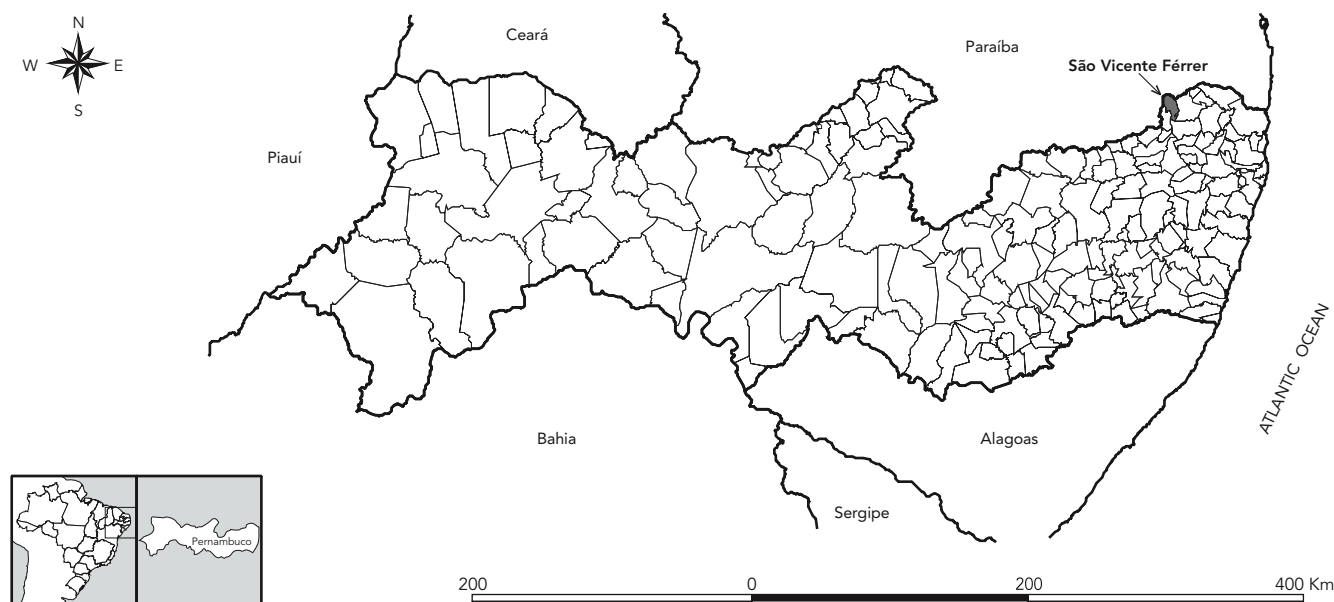 N
Ceará
Paraíba
W E
São Vicente Férrer
S
Piauí
ATLANTIC OCEAN
Bahia
Alagoas
Sergipe
Pernambuco
200 0 200 400 Km